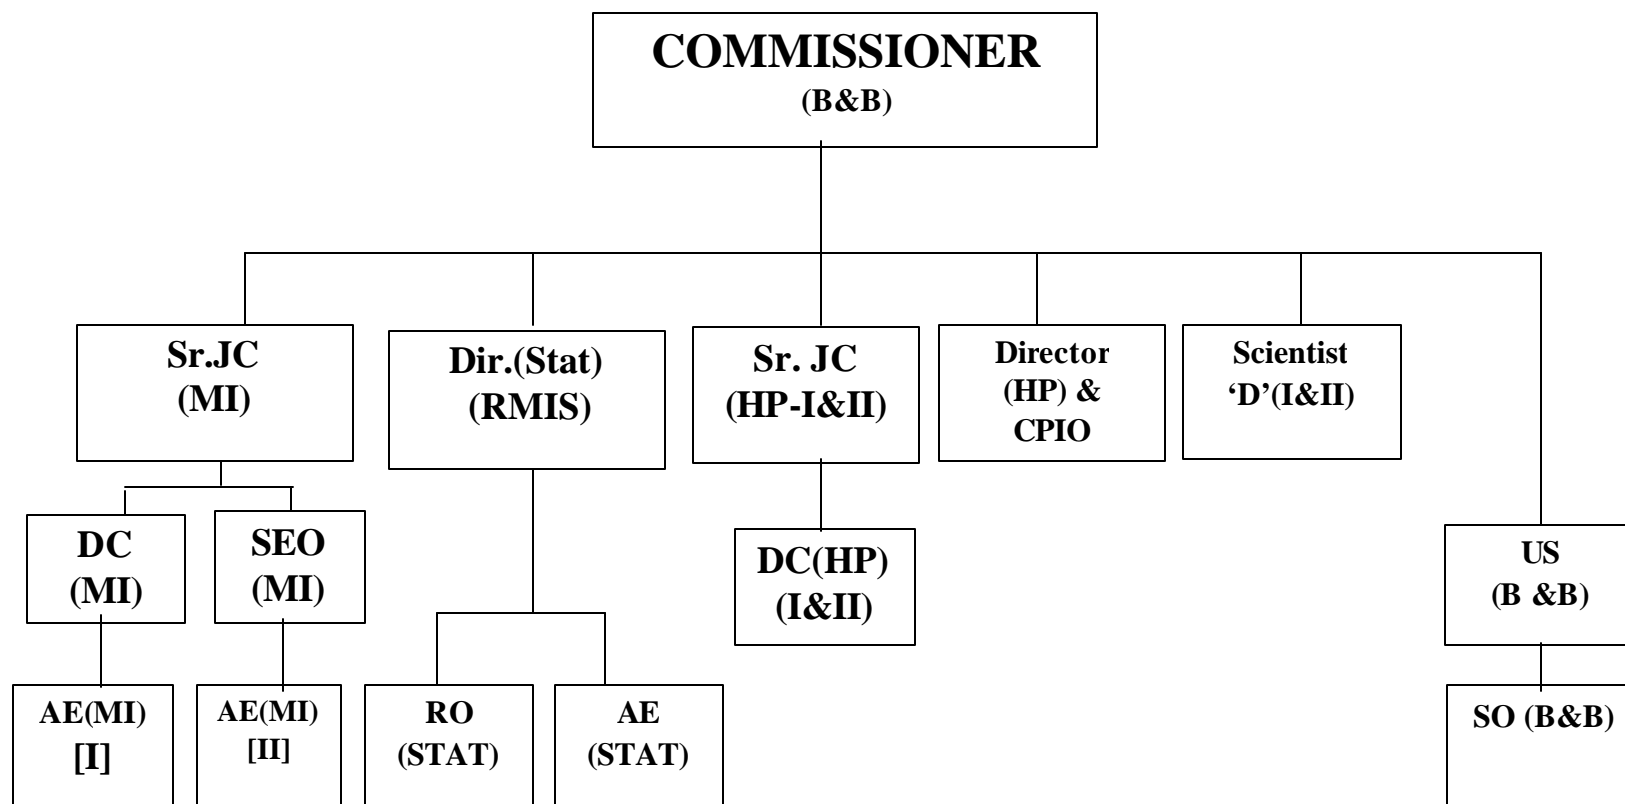 COMMISSIONER
(B&B)
Sr.JC
(MI)
Dir.(Stat)
(RMIS)
Sr. JC
(HP-I&II)
Director
(HP) &
CPIO
Scientist
‘D’(I&II)
DC
(MI)
SEO
(MI)
DC(HP)
(I&II)
US
(B &B)
AE(MI)
[I]
AE(MI)
[II]
RO
(STAT)
AE
(STAT)
SO (B&B)